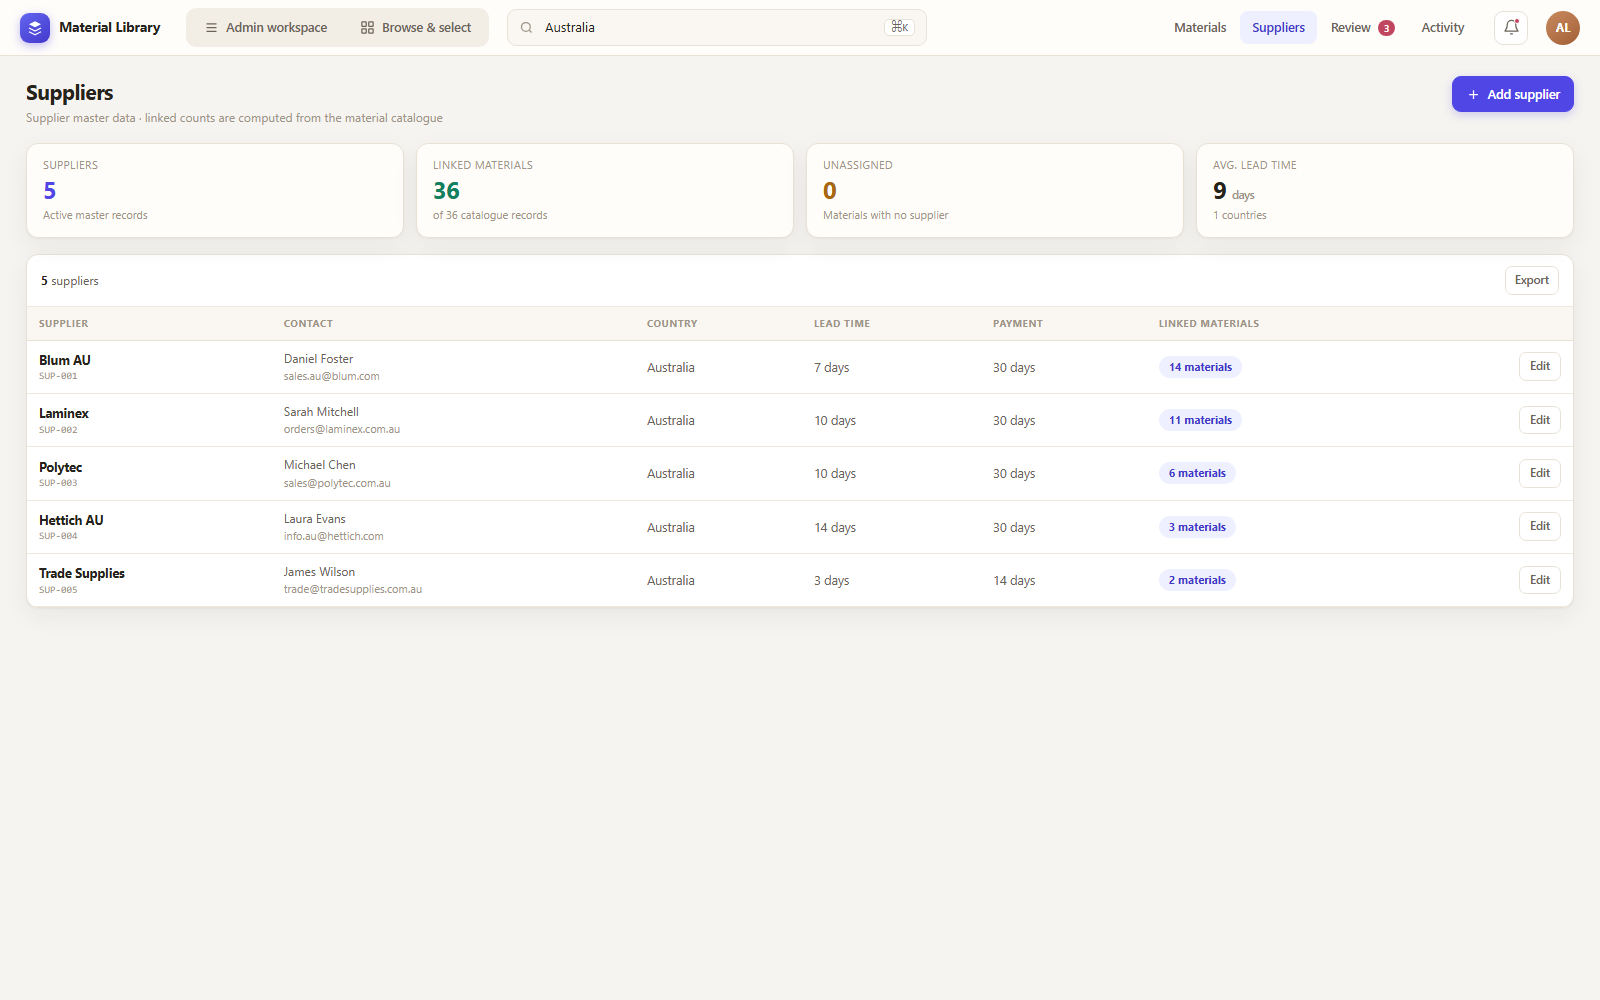 Material Library
Admin workspace
Browse & select
Australia
⌘K
Materials
Suppliers
Review 3
Activity
AL
Suppliers
Supplier master data · linked counts are computed from the material catalogue
+ Add supplier
SUPPLIERS
5
Active master records
LINKED MATERIALS
36
of 36 catalogue records
UNASSIGNED
0
Materials with no supplier
AVG. LEAD TIME
9 days
1 countries
5 suppliers
Export
SUPPLIER CONTACT COUNTRY LEAD TIME PAYMENT LINKED MATERIALS
Blum AU
SUP-001
Daniel Foster
sales.au@blum.com
Australia
7 days
30 days
14 materials
Edit
Laminex
SUP-002
Sarah Mitchell
orders@laminex.com.au
Australia
10 days
30 days
11 materials
Edit
Polytec
SUP-003
Michael Chen
sales@polytec.com.au
Australia
10 days
30 days
6 materials
Edit
Hettich AU
SUP-004
Laura Evans
info.au@hettich.com
Australia
14 days
30 days
3 materials
Edit
Trade Supplies
SUP-005
James Wilson
trade@tradesupplies.com.au
Australia
3 days
14 days
2 materials
Edit